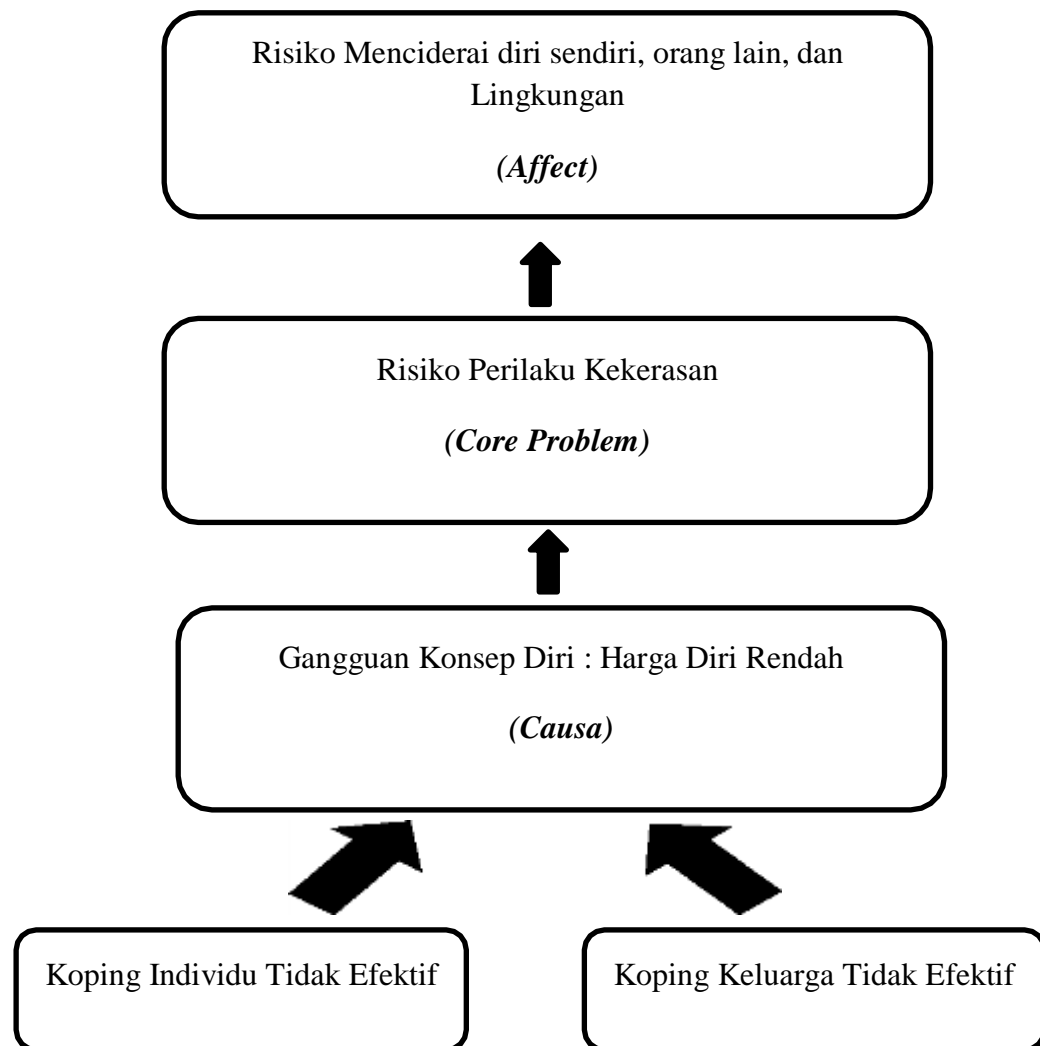 Risiko Menciderai diri sendiri, orang lain, dan
Lingkungan
(Affect)
Risiko Perilaku Kekerasan
(Core Problem)
Gangguan Konsep Diri : Harga Diri Rendah
(Causa)
Koping Individu Tidak Efektif
Koping Keluarga Tidak Efektif